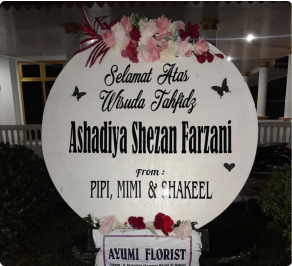 Selamat Atas
Wisuda Tahfidz
Ashadiya Shezan Farzani
From :
PIPI, MIMI & SHAKEEL
AYUMI FLORIST